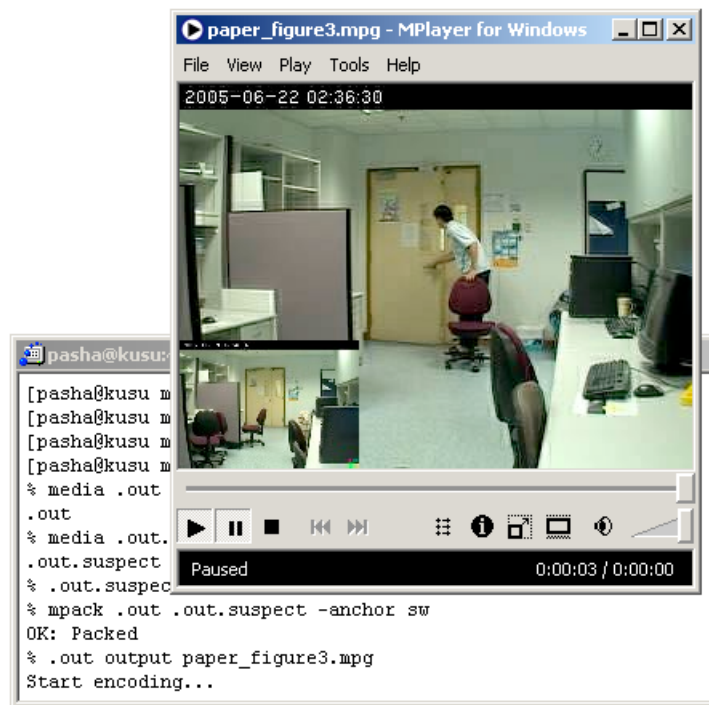 paper_figure3.mpg - MPlayer for Windows
File View Play Tools Help
2005-06-22 02:36:30
Paused 0:00:03 / 0:00:00
pasha@kusu:
[pasha@kusu m
[pasha@kusu m
[pasha@kusu m
[pasha@kusu m
% media .out
.out
% media .out.
.out.suspect
% .out.suspec
% mpack .out .out.suspect -anchor sw
OK: Packed
% .out output paper_figure3.mpg
Start encoding...